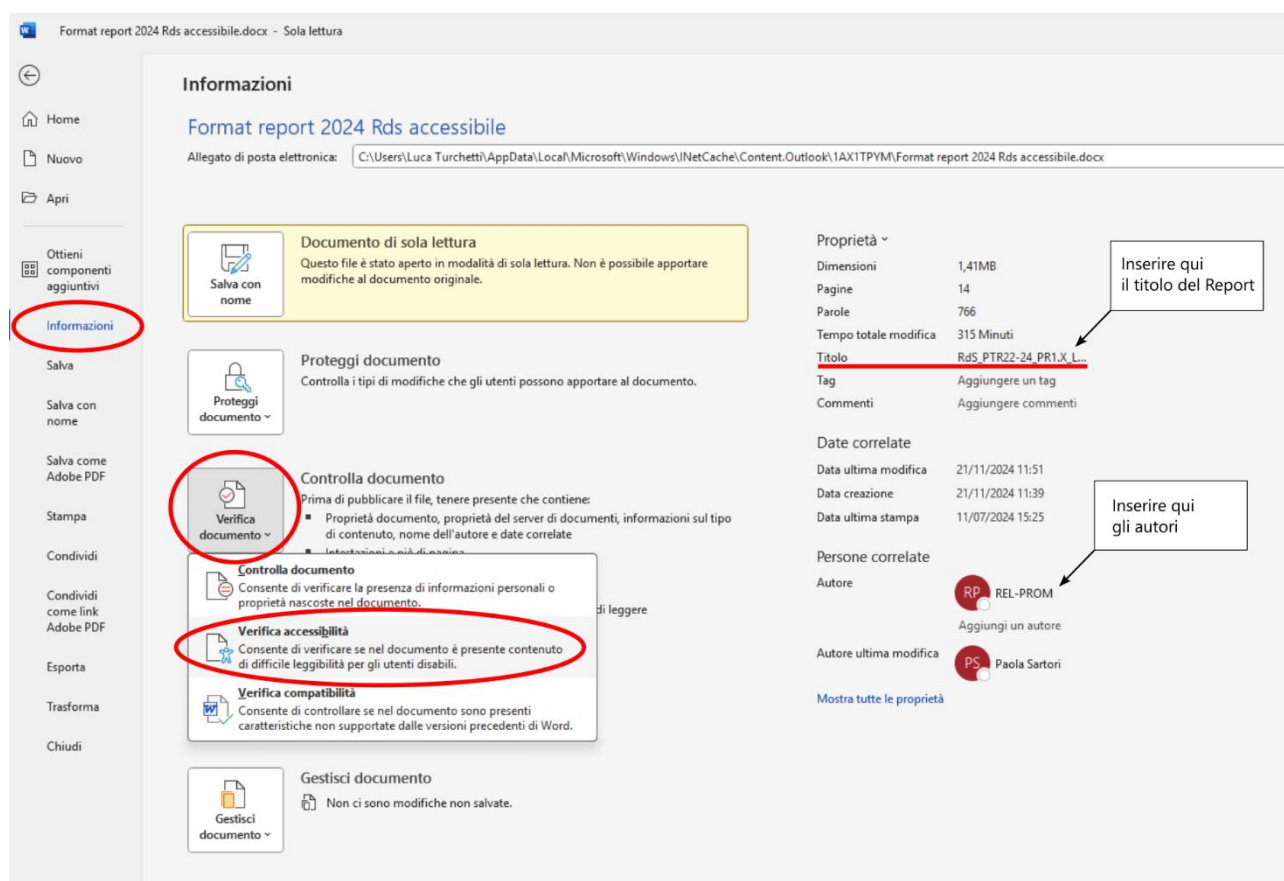 Format report 2024 Rds accessibile.docx - Sola lettura
Informazioni
Home
Nuovo
Apri
Ottieni
componenti
aggiuntivi
Informazioni
Salva
Salva con
nome
Salva come
Adobe PDF
Stampa
Condividi
Condividi
come link
Adobe PDF
Esporta
Trasforma
Chiudi
Format report 2024 Rds accessibile
Allegato di posta elettronica: C:\Users\Luca Turchetti\AppData\Local\Microsoft\Windows\INetCache\Content.Outlook\1AX1TPYM\Format report 2024 Rds accessibile.docx
Salva con
nome
Documento di sola lettura
Questo file è stato aperto in modalità di sola lettura. Non è possibile apportare
modifiche al documento originale.
Proteggi
documento
Proteggi documento
Controlla i tipi di modifiche che gli utenti possono apportare al documento.
Verifica
documento
Controlla documento
Prima di pubblicare il file, tenere presente che contiene:
Proprietà documento, proprietà del server di documenti, informazioni sul tipo
di contenuto, nome dell'autore e date correlate
Intestazioni e piè di pagina
di leggere
Controlla documento
Consente di verificare la presenza di informazioni personali o
proprietà nascoste nel documento.
Verifica accessibilità
Consente di verificare se nel documento è presente contenuto
di difficile leggibilità per gli utenti disabili.
Verifica compatibilità
Consente di controllare se nel documento sono presenti
caratteristiche non supportate dalle versioni precedenti di Word.
Gestisci
documento
Gestisci documento
Non ci sono modifiche non salvate.
Proprietà
Dimensioni 1,41MB
Pagine 14
Parole 766
Tempo totale modifica 315 Minuti
Titolo RdS_PTR22-24_PR1.X_L...
Tag Aggiungere un tag
Commenti Aggiungere commenti
Inserire qui
il titolo del Report
Date correlate
Data ultima modifica 21/11/2024 11:51
Data creazione 21/11/2024 11:39
Data ultima stampa 11/07/2024 15:25
Inserire qui
gli autori
Persone correlate
Autore
RP REL-PROM
Aggiungi un autore
Autore ultima modifica
PS Paola Sartori
Mostra tutte le proprietà